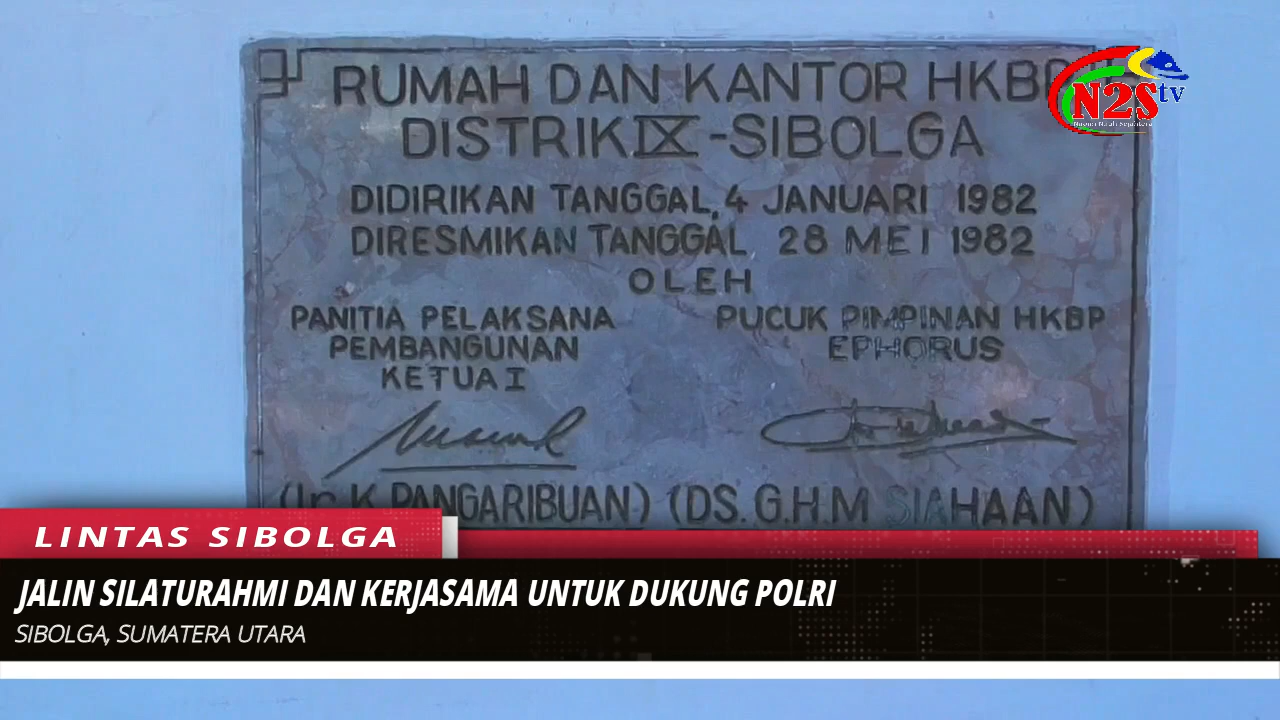 RUMAH DAN KANTOR HKBP
DISTRIK IX - SIBOLGA
DIDIRIKAN TANGGAL, 4 JANUARI 1982
DIRESMIKAN TANGGAL 28 MEI 1982
OLEH
PANITIA PELAKSANA
PEMBANGUNAN
KETUA I
PUCUK PIMPINAN HKBP
EPHORUS
(Ir. K. PANGARIBUAN) (DS. G.H.M SIAHAAN)
N2S tv
LINTAS SIBOLGA
JALIN SILATURAHMI DAN KERJASAMA UNTUK DUKUNG POLRI
SIBOLGA, SUMATERA UTARA